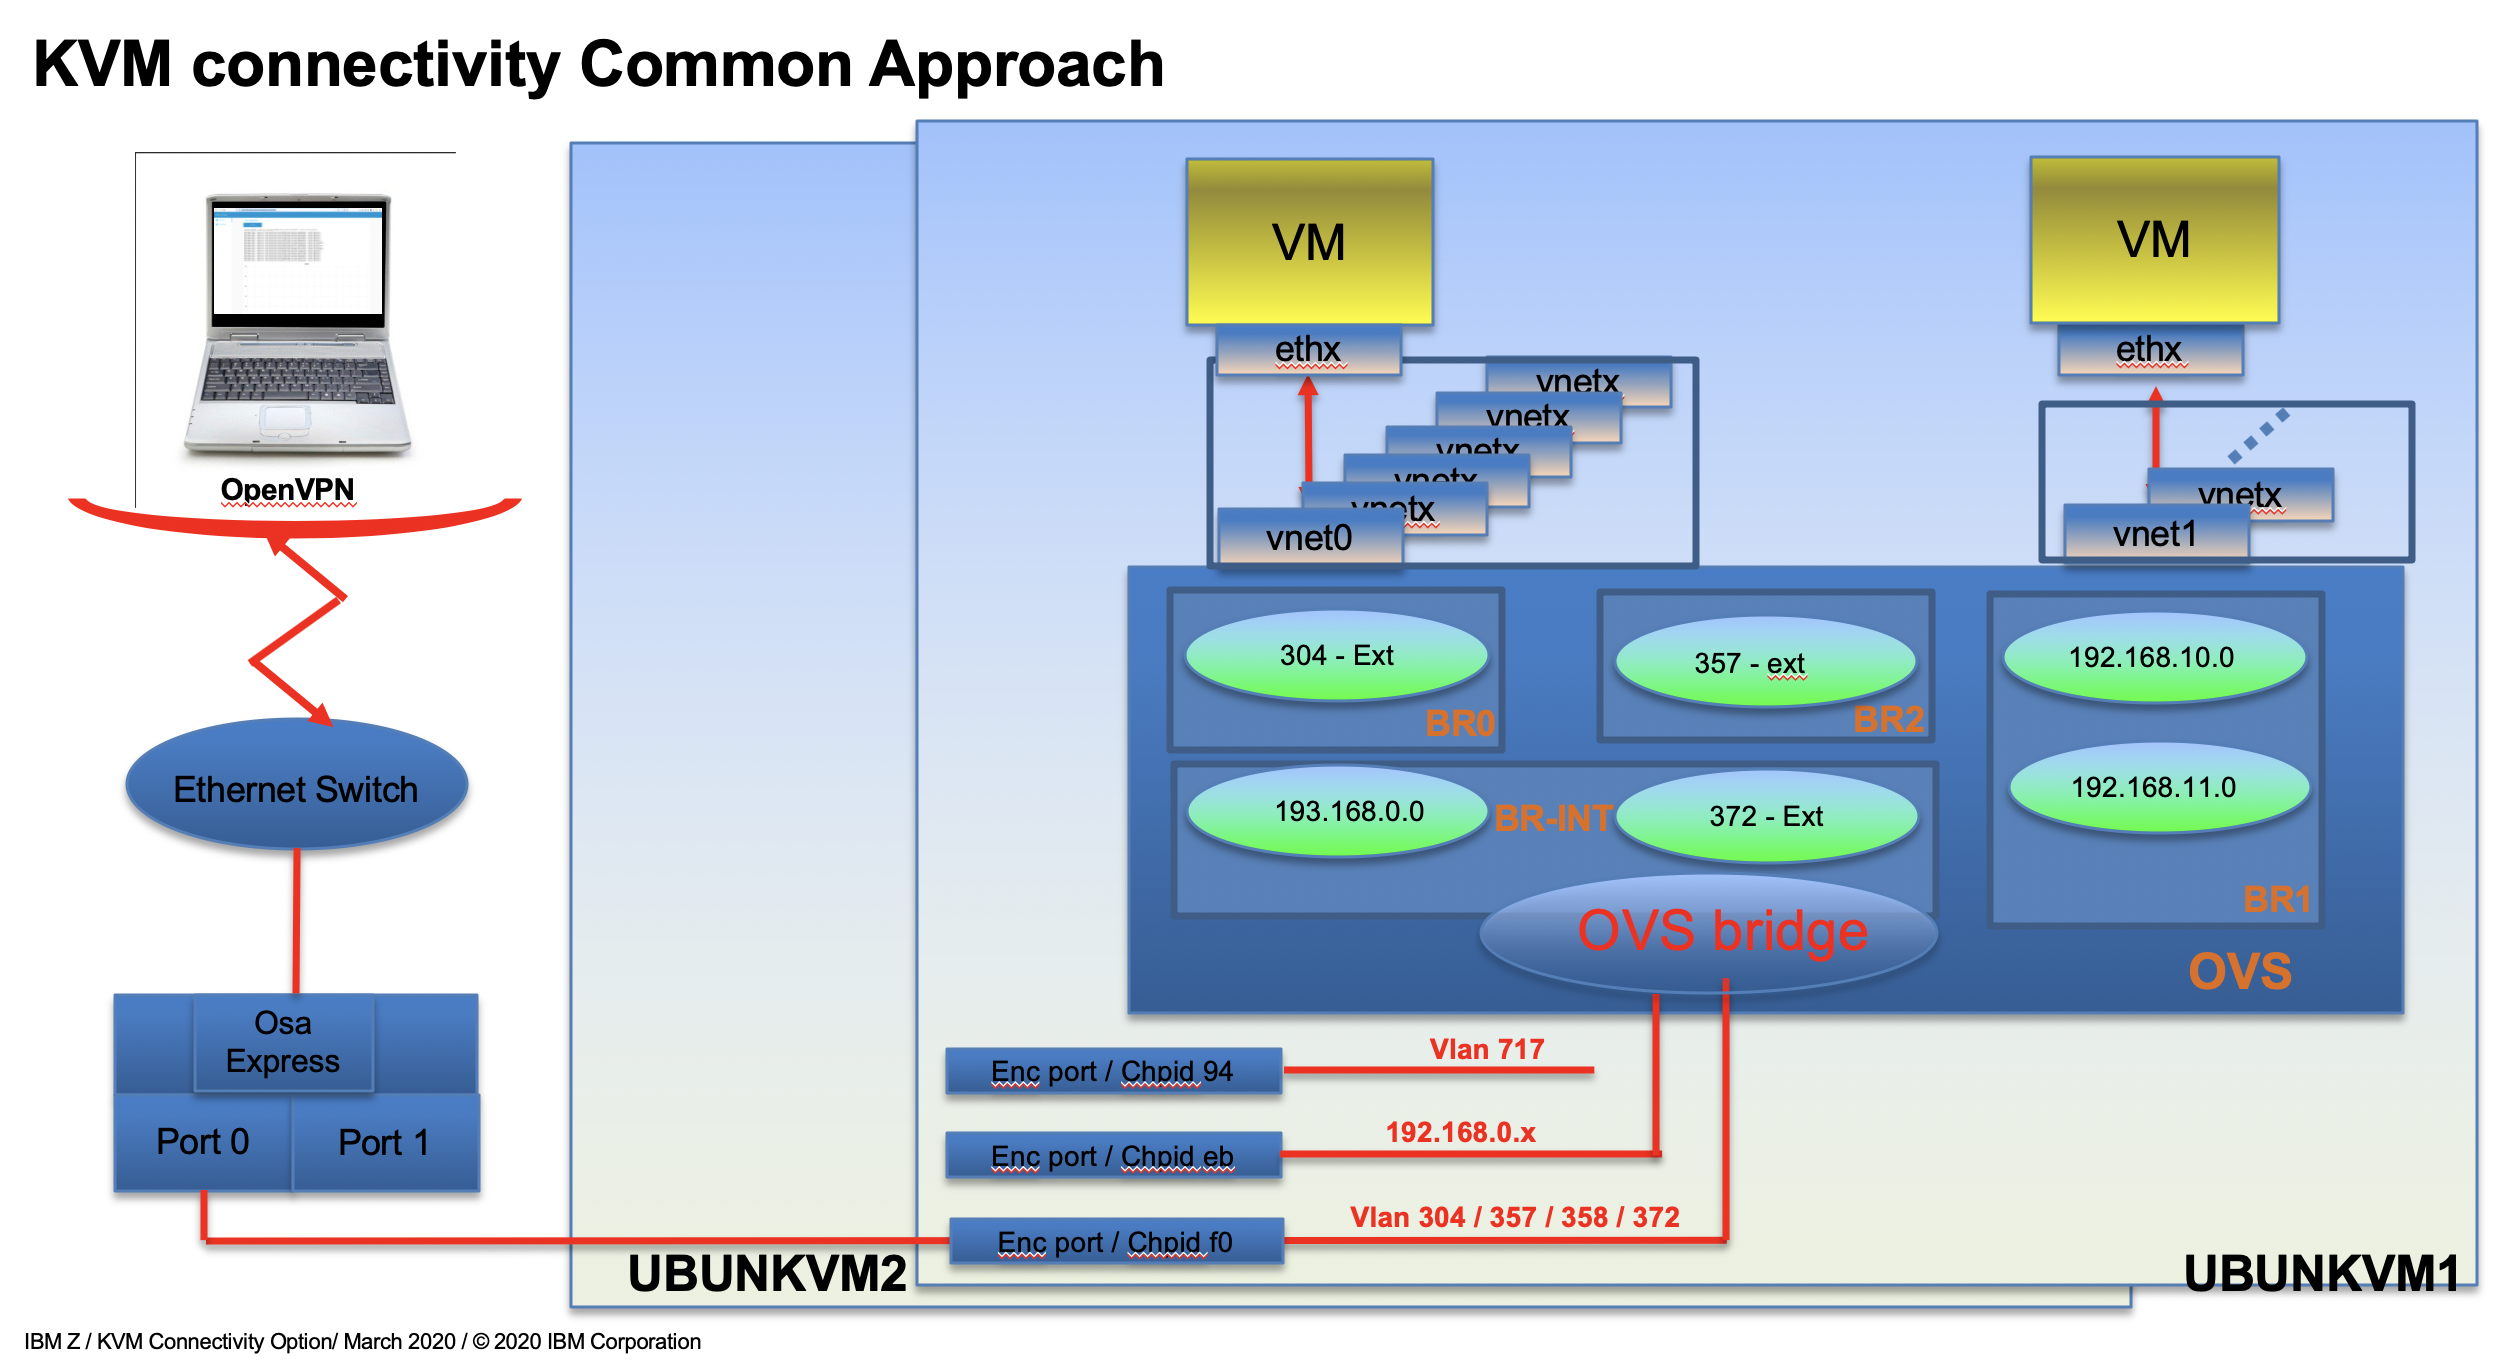 KVM connectivity Common Approach
OpenVPN
Ethernet Switch
Osa
Express
Port 0
Port 1
VM
ethx
vnetx
vnetx
vnetx
vnetx
vnetx
vnet0
VM
ethx
vnetx
vnet1
304 - Ext
BR0
357 - ext
BR2
192.168.10.0
192.168.11.0
BR1
193.168.0.0
BR-INT
372 - Ext
OVS bridge
OVS
Enc port / Chpid 94
Vlan 717
Enc port / Chpid eb
192.168.0.x
Enc port / Chpid f0
Vlan 304 / 357 / 358 / 372
UBUNKVM2
UBUNKVM1
IBM Z / KVM Connectivity Option/ March 2020 / © 2020 IBM Corporation